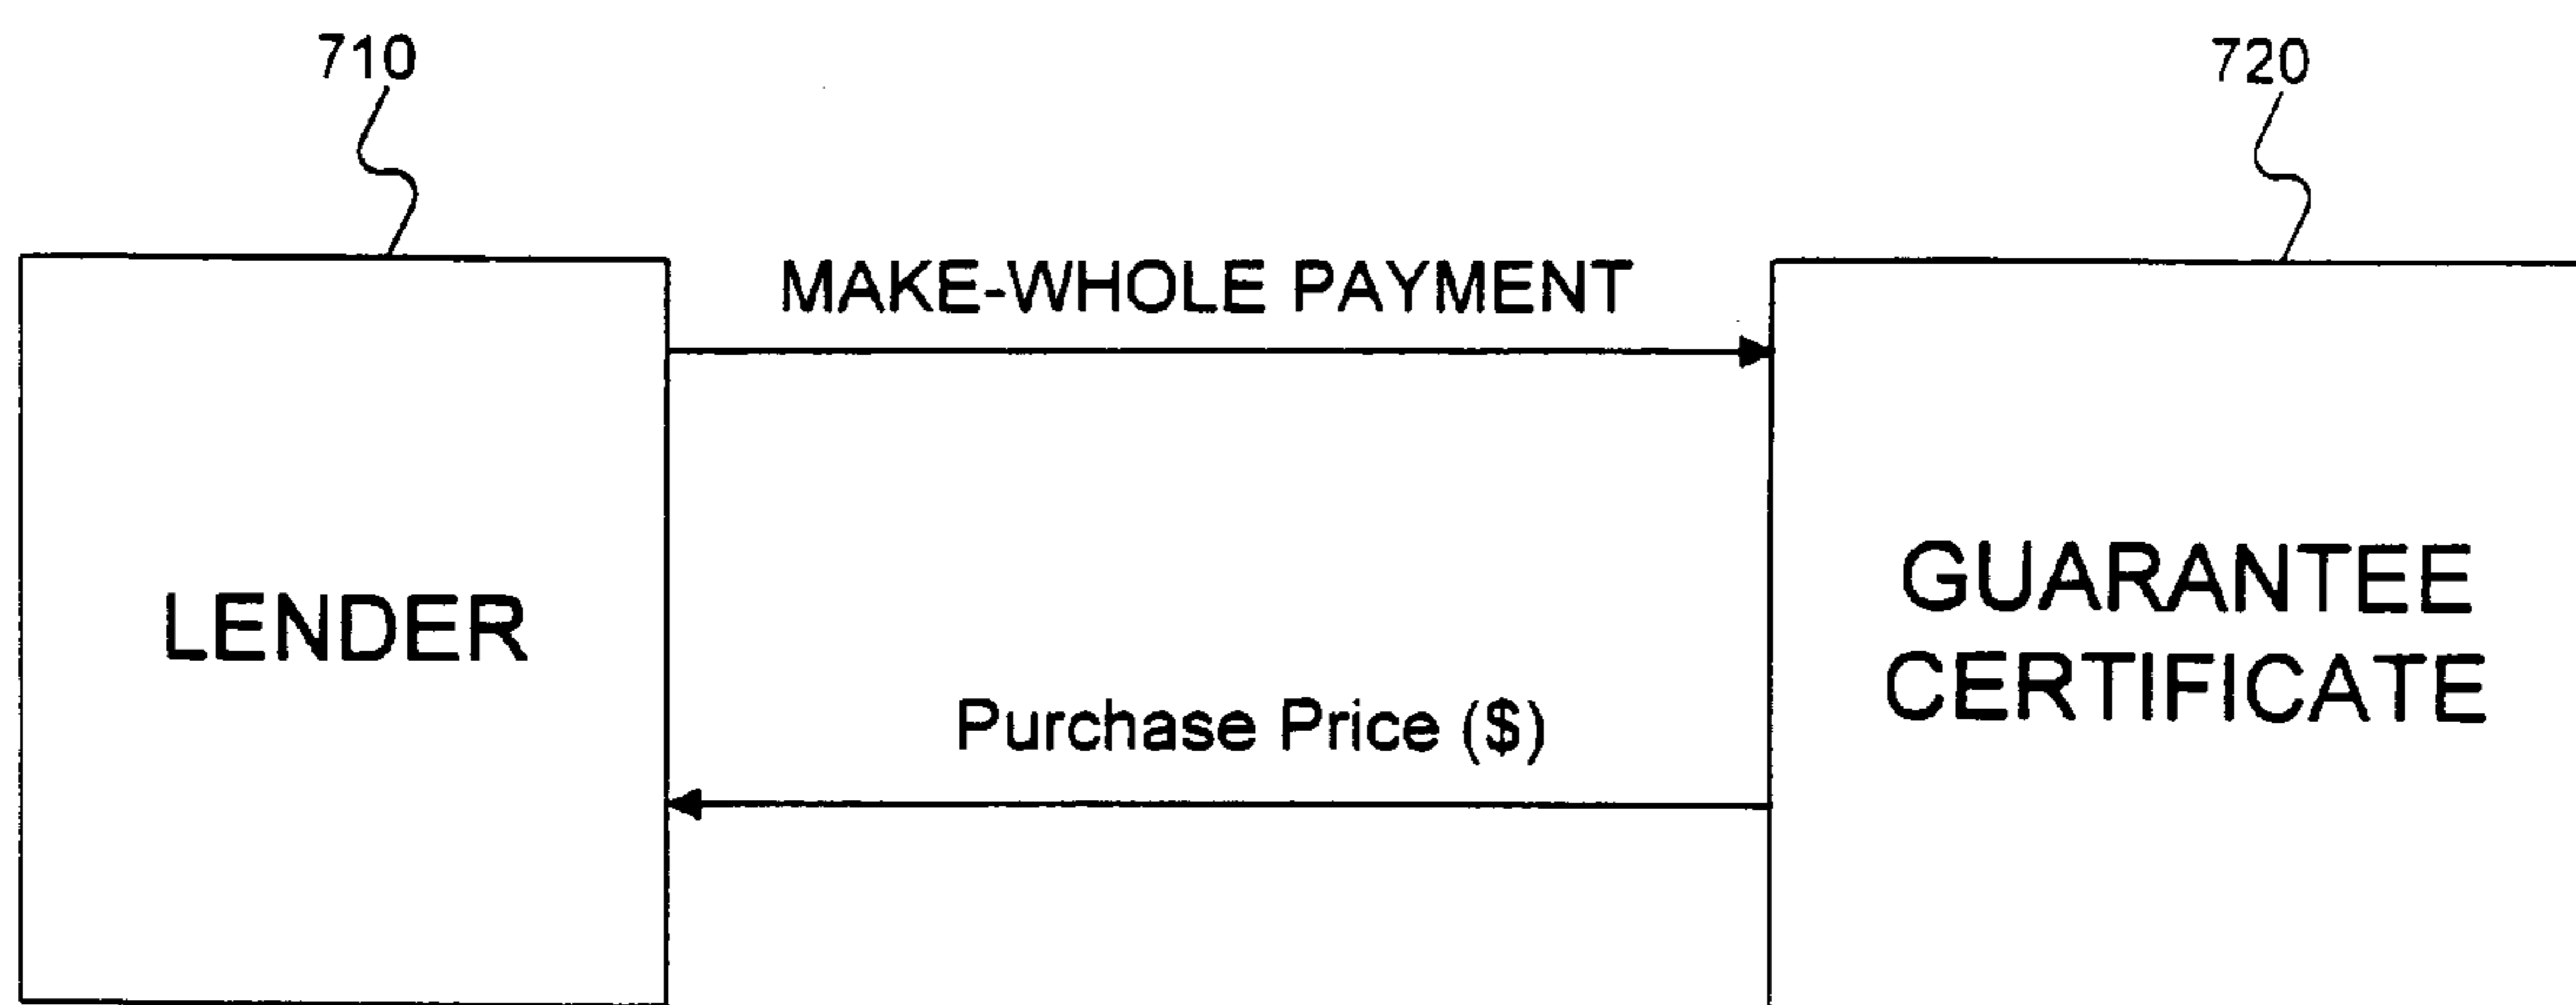 710
720
MAKE-WHOLE PAYMENT
LENDER
GUARANTEE
CERTIFICATE
Purchase Price ($)